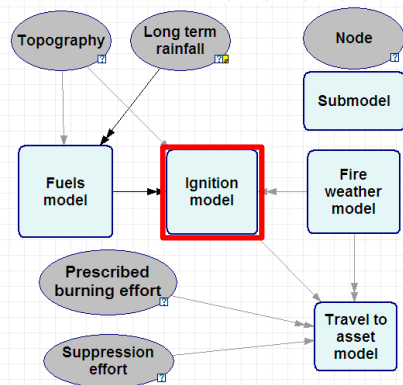 Topography
Long term
rainfall
Node
Submodel
Fuels
model
Ignition
model
Fire
weather
model
Prescribed
burning effort
Travel to
asset
model
Suppression
effort